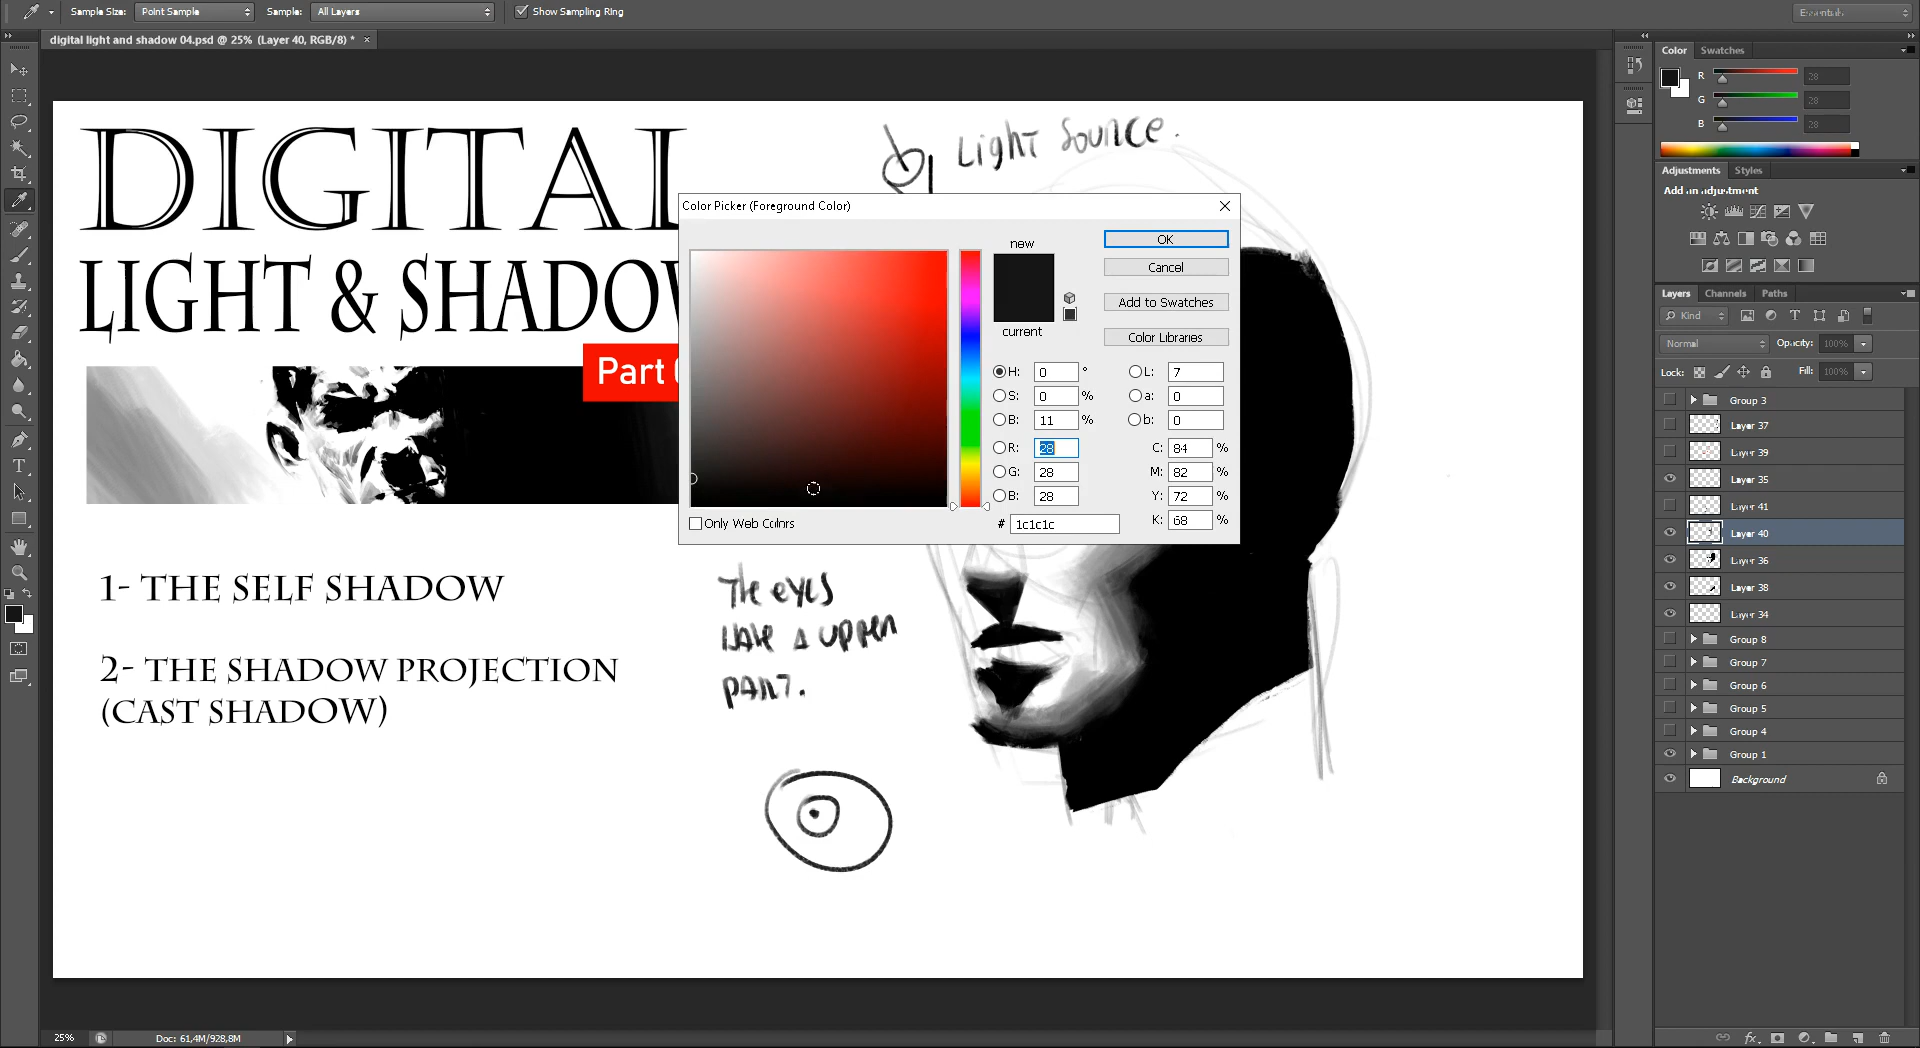 Sample Size: Point Sample Sample: All Layers Show Sampling Ring Essentials
digital light and shadow 04.psd @ 25% (Layer 40, RGB/8) * ×
DIGITAL
LIGHT & SHADOW
Part
1- THE SELF SHADOW
2- THE SHADOW PROJECTION
(CAST SHADOW)
Light Source.
The eyes
have a upper
part.
Color Picker (Foreground Color)
new
current
OK
Cancel
Add to Swatches
Color Libraries
H: 0 °
S: 0 %
B: 11 %
R: 28
G: 28
B: 28
L: 7
a: 0
b: 0
C: 84 %
M: 82 %
Y: 72 %
K: 68 %
# 1c1c1c
Only Web Colors
Color Swatches
R 28
G 28
B 28
Adjustments Styles
Add an adjustment
Layers Channels Paths
Kind
Normal Opacity: 100%
Lock: Fill: 100%
Group 3
Layer 37
Layer 39
Layer 35
Layer 41
Layer 40
Layer 36
Layer 38
Layer 34
Group 8
Group 7
Group 6
Group 5
Group 4
Group 1
Background
fx
25% Doc: 61,4M/928,8M